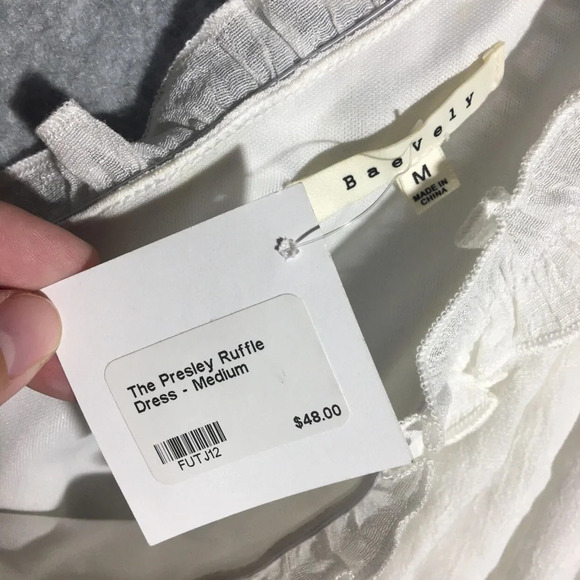 Baevely
M
MADE IN
CHINA
The Presley Ruffle
Dress - Medium
$48.00
FUTJ12